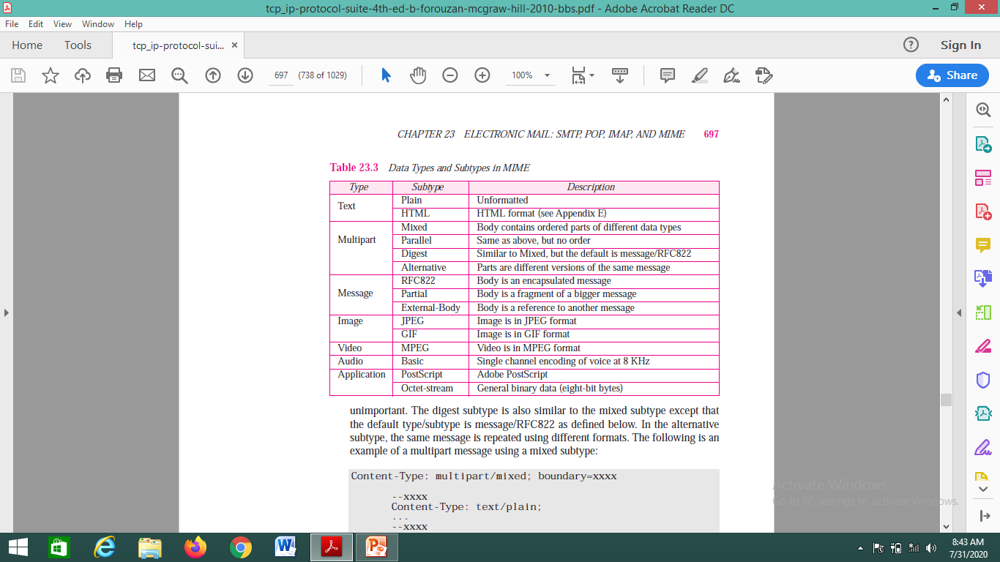 tcp_ip-protocol-suite-4th-ed-b-forouzan-mcgraw-hill-2010-bbs.pdf - Adobe Acrobat Reader DC
File Edit View Window Help
Home Tools tcp_ip-protocol-sui... × Sign In
697 (738 of 1029) 100% Share
CHAPTER 23 ELECTRONIC MAIL: SMTP, POP, IMAP, AND MIME 697
Table 23.3 Data Types and Subtypes in MIME
Type Subtype Description
Text Plain Unformatted
HTML HTML format (see Appendix E)
Multipart Mixed Body contains ordered parts of different data types
Parallel Same as above, but no order
Digest Similar to Mixed, but the default is message/RFC822
Alternative Parts are different versions of the same message
Message RFC822 Body is an encapsulated message
Partial Body is a fragment of a bigger message
External-Body Body is a reference to another message
Image JPEG Image is in JPEG format
GIF Image is in GIF format
Video MPEG Video is in MPEG format
Audio Basic Single channel encoding of voice at 8 KHz
Application PostScript Adobe PostScript
Octet-stream General binary data (eight-bit bytes)
unimportant. The digest subtype is also similar to the mixed subtype except that
the default type/subtype is message/RFC822 as defined below. In the alternative
subtype, the same message is repeated using different formats. The following is an
example of a multipart message using a mixed subtype:
Content-Type: multipart/mixed; boundary=xxxx
--xxxx
Content-Type: text/plain;
...
--xxxx
Activate Windows
Go to PC settings to activate Windows.
8:43 AM
7/31/2020